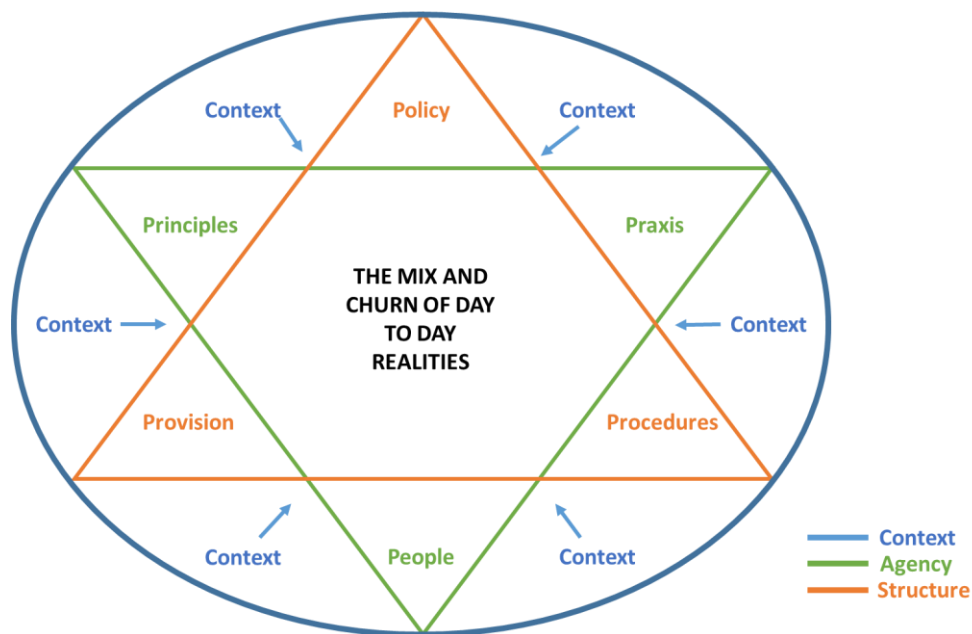 Context
Policy
Context
Principles
Praxis
THE MIX AND
CHURN OF DAY
TO DAY
REALITIES
Context
Context
Provision
Procedures
Context
People
Context
Context
Agency
Structure